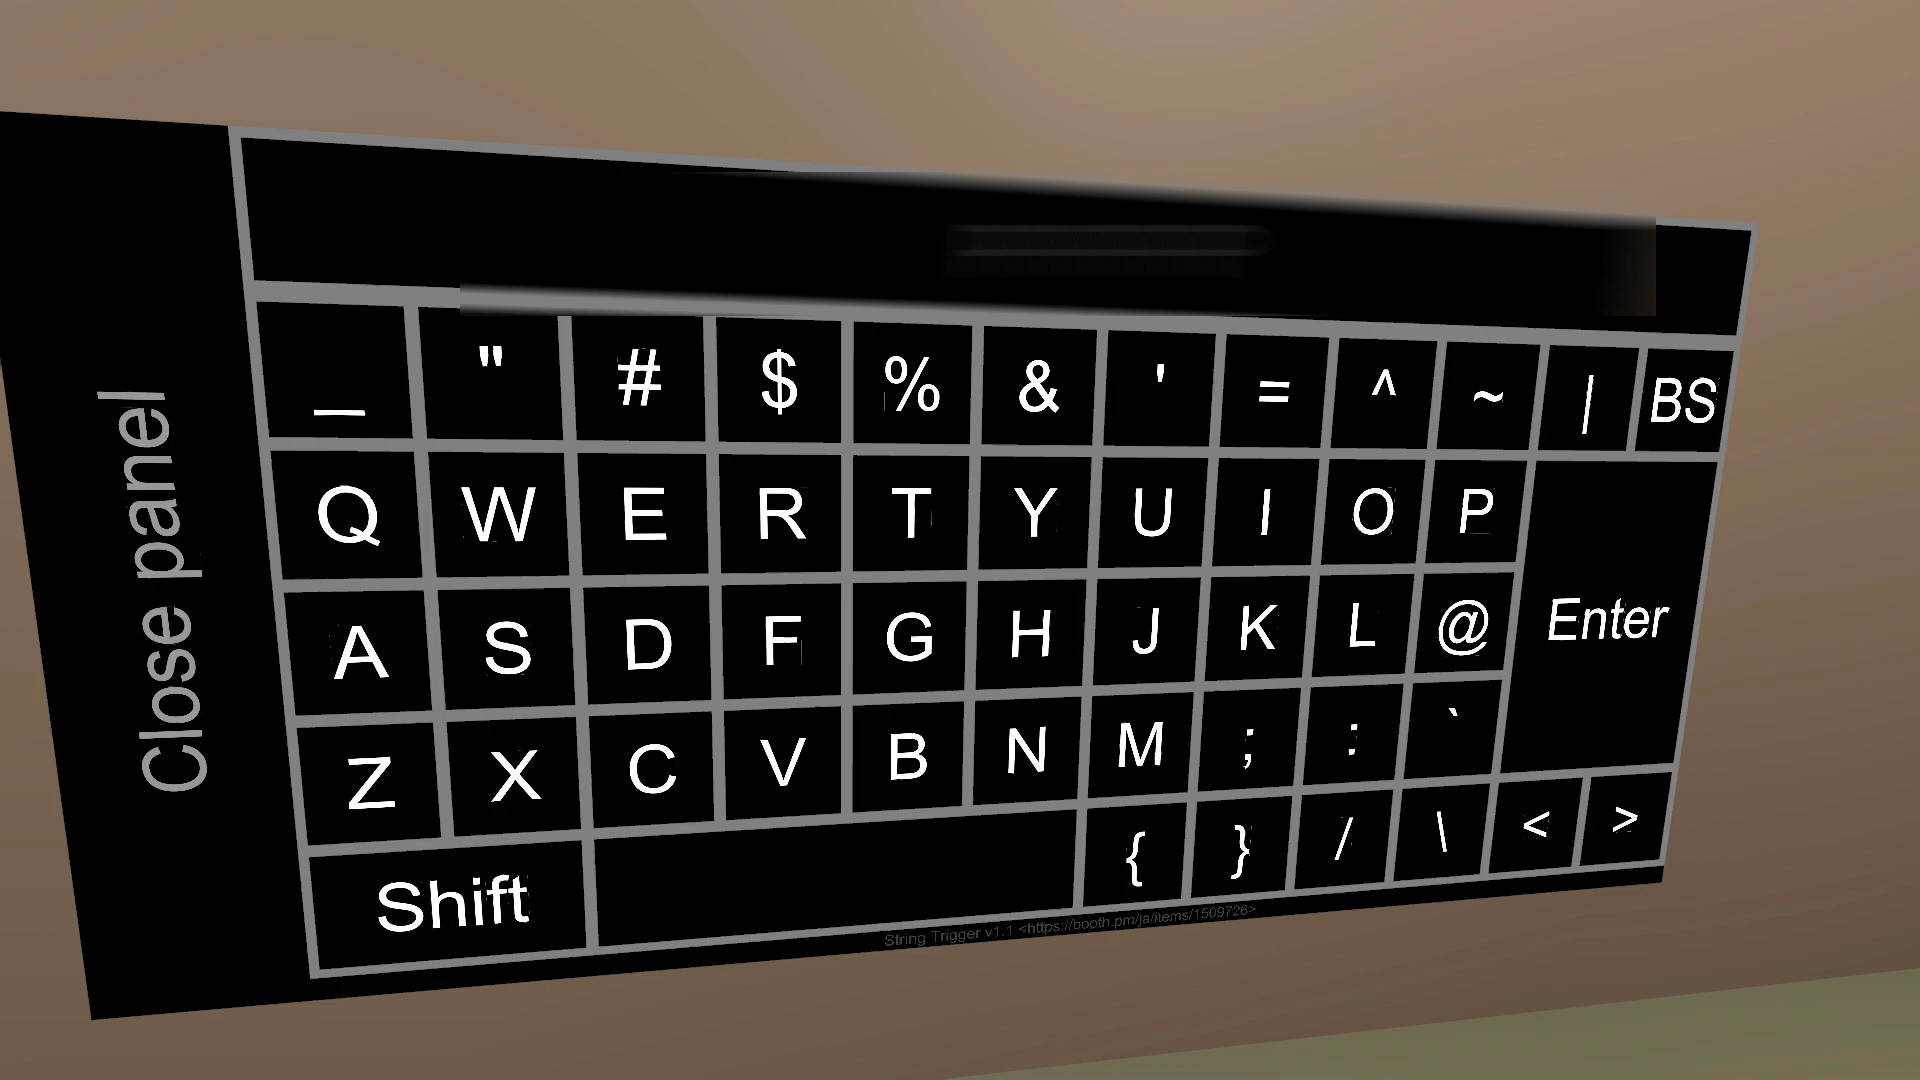 Close panel
_ " # $ % & ' = ^ ~ | BS
Q W E R T Y U I O P
Enter
A S D F G H J K L @
Z X C V B N M ; : `
Shift { } / \ < >
String Trigger v1.1 <https://booth.pm/ja/items/1509726>